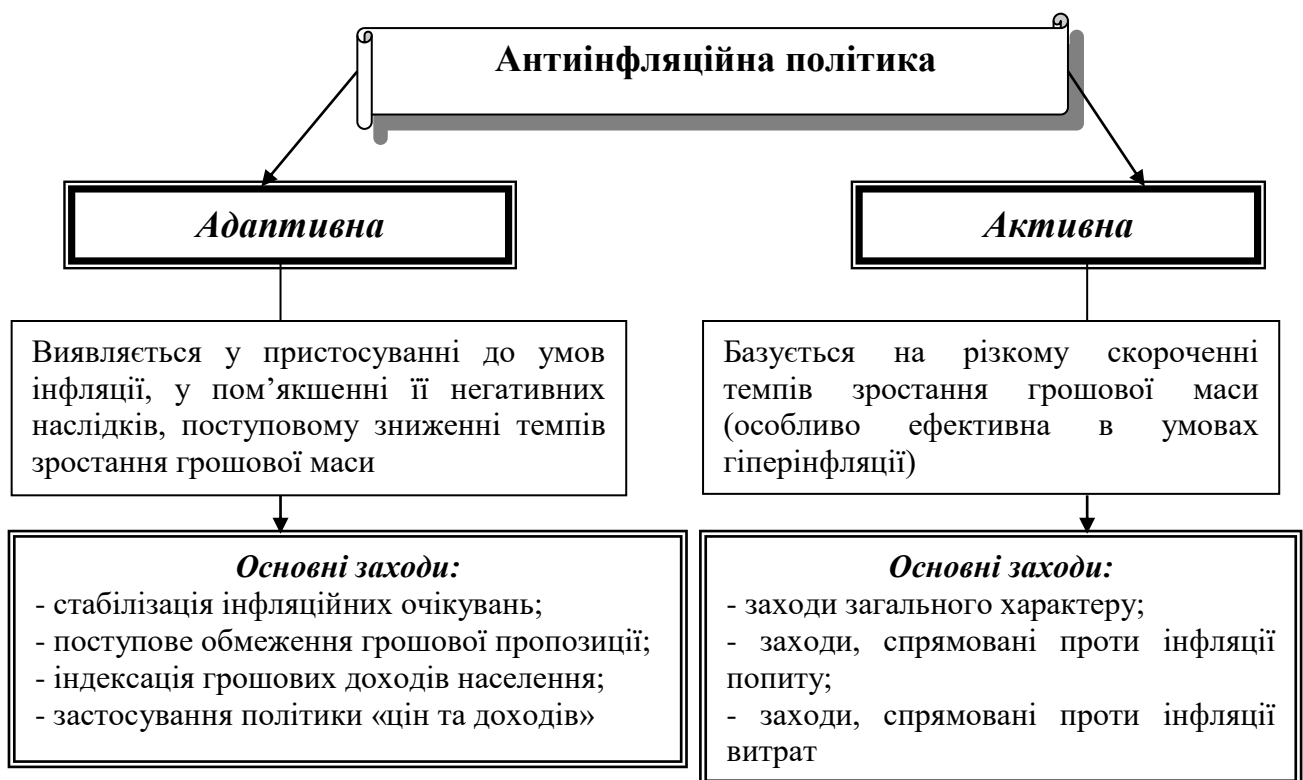 Антиінфляційна політика
Адаптивна
Виявляється у пристосуванні до умов
інфляції, у пом’якшенні її негативних
наслідків, поступовому зниженні темпів
зростання грошової маси
Основні заходи:
- стабілізація інфляційних очікувань;
- поступове обмеження грошової пропозиції;
- індексація грошових доходів населення;
- застосування політики «цін та доходів»
Активна
Базується на різкому скороченні
темпів зростання грошової маси
(особливо ефективна в умовах
гіперінфляції)
Основні заходи:
- заходи загального характеру;
- заходи, спрямовані проти інфляції
попиту;
- заходи, спрямовані проти інфляції
витрат